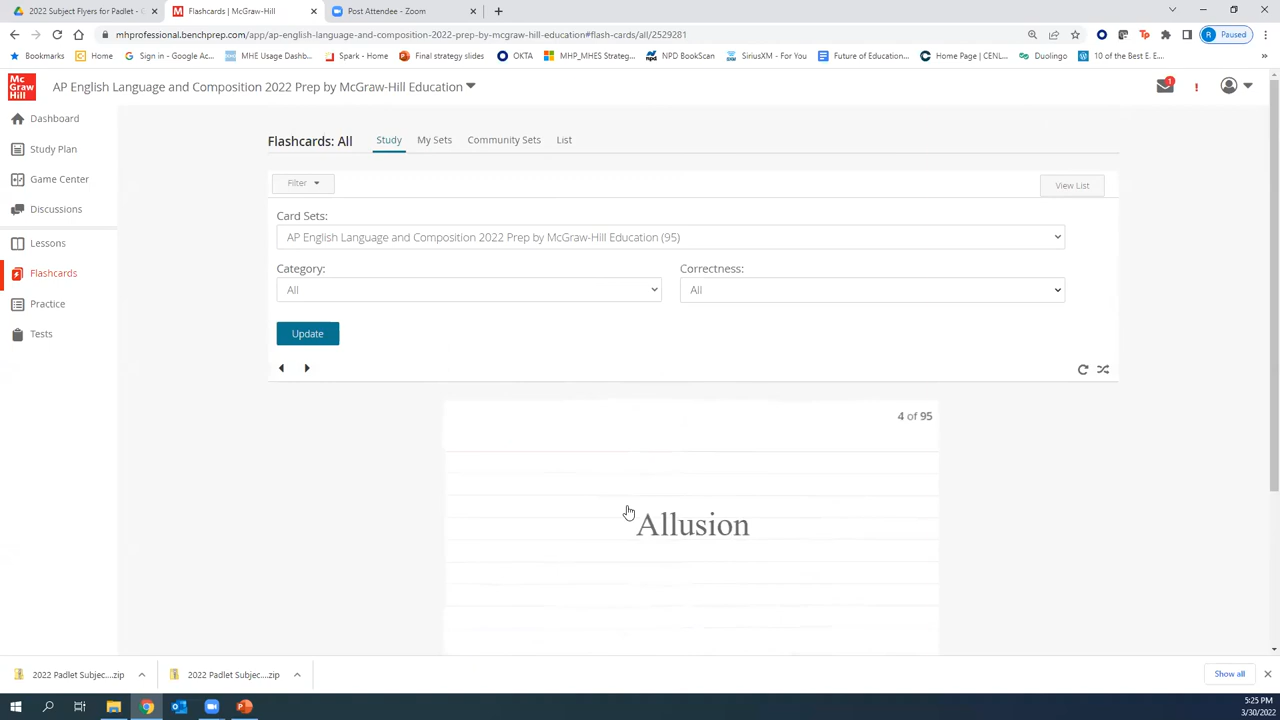 2022 Subject Flyers for Padlet - G
Flashcards | McGraw-Hill
Post Attendee - Zoom
mhprofessional.benchprep.com/app/ap-english-language-and-composition-2022-prep-by-mcgraw-hill-education#flash-cards/all/2529281
Paused
Bookmarks
Home
Sign in - Google Ac...
MHE Usage Dashb...
Spark - Home
Final strategy slides
OKTA
MHP_MHES Strateg...
NPD BookScan
SiriusXM - For You
Future of Education...
Home Page | CENL...
Duolingo
10 of the Best E. E...
Mc Graw Hill
AP English Language and Composition 2022 Prep by McGraw-Hill Education
1
Dashboard
Study Plan
Game Center
Discussions
Lessons
Flashcards
Practice
Tests
Flashcards: All
Study
My Sets
Community Sets
List
Filter
View List
Card Sets:
AP English Language and Composition 2022 Prep by McGraw-Hill Education (95)
Category:
Correctness:
All
All
Update
4 of 95
Allusion
2022 Padlet Subjec....zip
2022 Padlet Subjec....zip
Show all
5:25 PM
3/30/2022